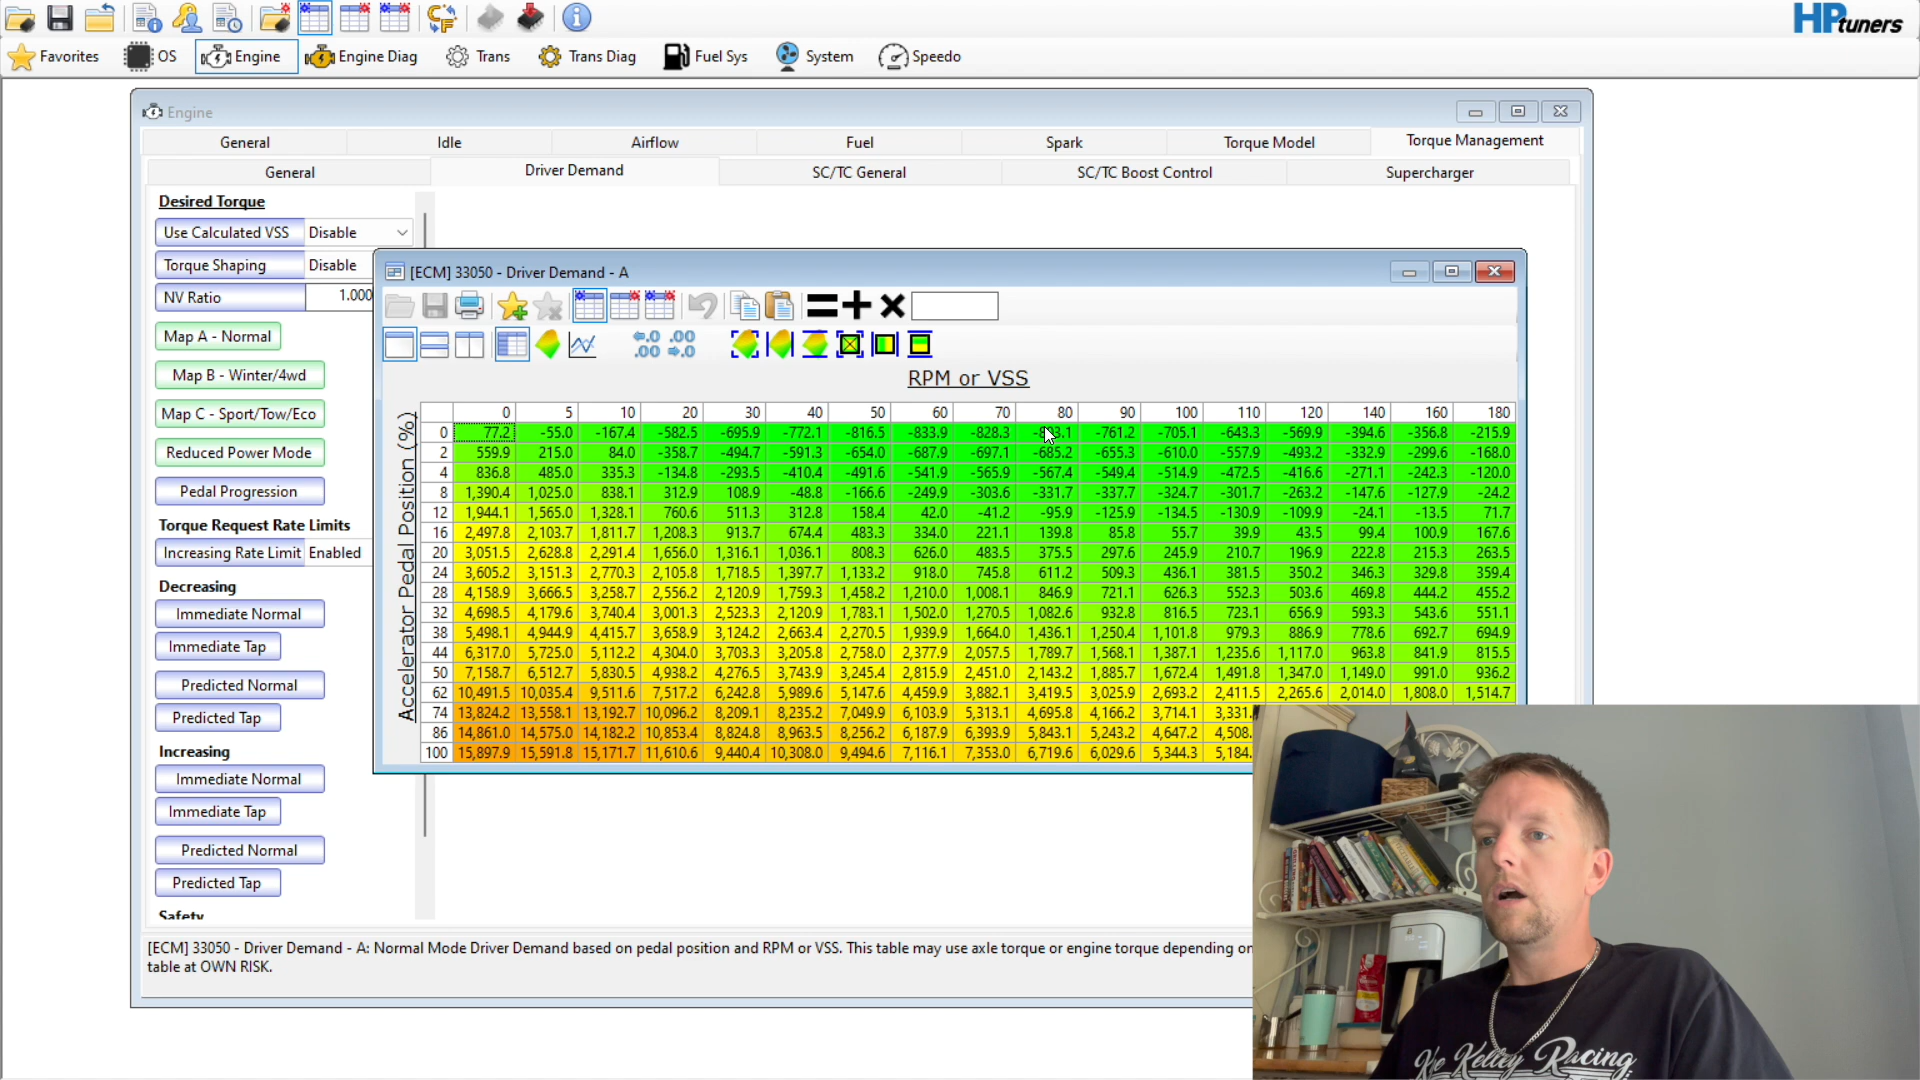 HP tuners
Favorites OS Engine Engine Diag Trans Trans Diag Fuel Sys System Speedo
Engine
General Idle Airflow Fuel Spark Torque Model Torque Management
General Driver Demand SC/TC General SC/TC Boost Control Supercharger
Desired Torque
Use Calculated VSS Disable
Torque Shaping Disable
NV Ratio 1.000
Map A - Normal
Map B - Winter/4wd
Map C - Sport/Tow/Eco
Reduced Power Mode
Pedal Progression
Torque Request Rate Limits
Increasing Rate Limit Enabled
Decreasing
Immediate Normal
Immediate Tap
Predicted Normal
Predicted Tap
Increasing
Immediate Normal
Immediate Tap
Predicted Normal
Predicted Tap
Safety
[ECM] 33050 - Driver Demand - A
RPM or VSS
Accelerator Pedal Position (%)
0 5 10 20 30 40 50 60 70 80 90 100 110 120 140 160 180
0 77.2 -55.0 -167.4 -582.5 -695.9 -772.1 -816.5 -833.9 -828.3 -761.2 -705.1 -643.3 -569.9 -394.6 -356.8 -215.9
2 559.9 215.0 84.0 -358.7 -494.7 -591.3 -654.0 -687.9 -697.1 -685.2 -655.3 -610.0 -557.9 -493.2 -332.9 -299.6 -168.0
4 836.8 485.0 335.3 -134.8 -293.5 -410.4 -491.6 -541.9 -565.9 -567.4 -549.4 -514.9 -472.5 -416.6 -271.1 -242.3 -120.0
8 1,390.4 1,025.0 838.1 312.9 108.9 -48.8 -166.6 -249.9 -303.6 -331.7 -337.7 -324.7 -301.7 -263.2 -147.6 -127.9 -24.2
12 1,944.1 1,565.0 1,328.1 760.6 511.3 312.8 158.4 42.0 -41.2 -95.9 -125.9 -134.5 -130.9 -109.9 -24.1 -13.5 71.7
16 2,497.8 2,103.7 1,811.7 1,208.3 913.7 674.4 483.3 334.0 221.1 139.8 85.8 55.7 39.9 43.5 99.4 100.9 167.6
20 3,051.5 2,628.8 2,291.4 1,656.0 1,316.1 1,036.1 808.3 626.0 483.5 375.5 297.6 245.9 210.7 196.9 222.8 215.3 263.5
24 3,605.2 3,151.3 2,770.3 2,105.8 1,718.5 1,397.7 1,133.2 918.0 745.8 611.2 509.3 436.1 381.5 350.2 346.3 329.8 359.4
28 4,158.9 3,666.5 3,258.7 2,556.2 2,120.9 1,759.3 1,458.2 1,210.0 1,008.1 846.9 721.1 626.3 552.3 503.6 469.8 444.2 455.2
32 4,698.5 4,179.6 3,740.4 3,001.3 2,523.3 2,120.9 1,783.1 1,502.0 1,270.5 1,082.6 932.8 816.5 723.1 656.9 593.3 543.6 551.1
38 5,498.1 4,944.9 4,415.7 3,658.9 3,124.2 2,663.4 2,270.5 1,939.9 1,664.0 1,436.1 1,250.4 1,101.8 979.3 886.9 778.6 692.7 694.9
44 6,317.0 5,725.0 5,112.2 4,304.0 3,703.3 3,205.8 2,758.0 2,377.9 2,057.5 1,789.7 1,568.1 1,387.1 1,235.6 1,117.0 963.8 841.9 815.5
50 7,158.7 6,512.7 5,830.5 4,938.2 4,276.5 3,743.9 3,245.4 2,815.9 2,451.0 2,143.2 1,885.7 1,672.4 1,491.8 1,347.0 1,149.0 991.0 936.2
62 10,491.5 10,035.4 9,511.6 7,517.2 6,242.8 5,989.6 5,147.6 4,459.9 3,882.1 3,419.5 3,025.9 2,693.2 2,411.5 2,265.6 2,014.0 1,808.0 1,514.7
74 13,824.2 13,558.1 13,192.7 10,096.2 8,209.1 8,235.2 7,049.9 6,103.9 5,313.1 4,695.8 4,166.2 3,714.1 3,331.
86 14,861.0 14,575.0 14,182.2 10,853.4 8,824.8 8,963.5 8,256.2 6,187.9 6,393.9 5,843.1 5,243.2 4,647.2 4,508.
100 15,897.9 15,591.8 15,171.7 11,610.6 9,440.4 10,308.0 9,494.6 7,116.1 7,353.0 6,719.6 6,029.6 5,344.3 5,184.
[ECM] 33050 - Driver Demand - A: Normal Mode Driver Demand based on pedal position and RPM or VSS. This table may use axle torque or engine torque depending on
table at OWN RISK.
Kelley Racing